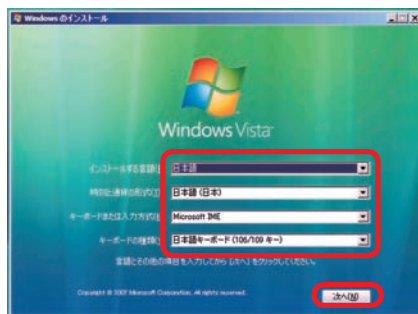 Windows のインストール
Windows Vista™
インストールする言語(E): 日本語
時刻と通貨の形式(T): 日本語 (日本)
キーボードまたは入力方式(K): Microsoft IME
キーボードの種類(Y): 日本語キーボード (106/109 キー)
言語とその他の項目を入力してから [次へ] をクリックしてください。
Copyright © 2007 Microsoft Corporation. All rights reserved.
次へ(N)